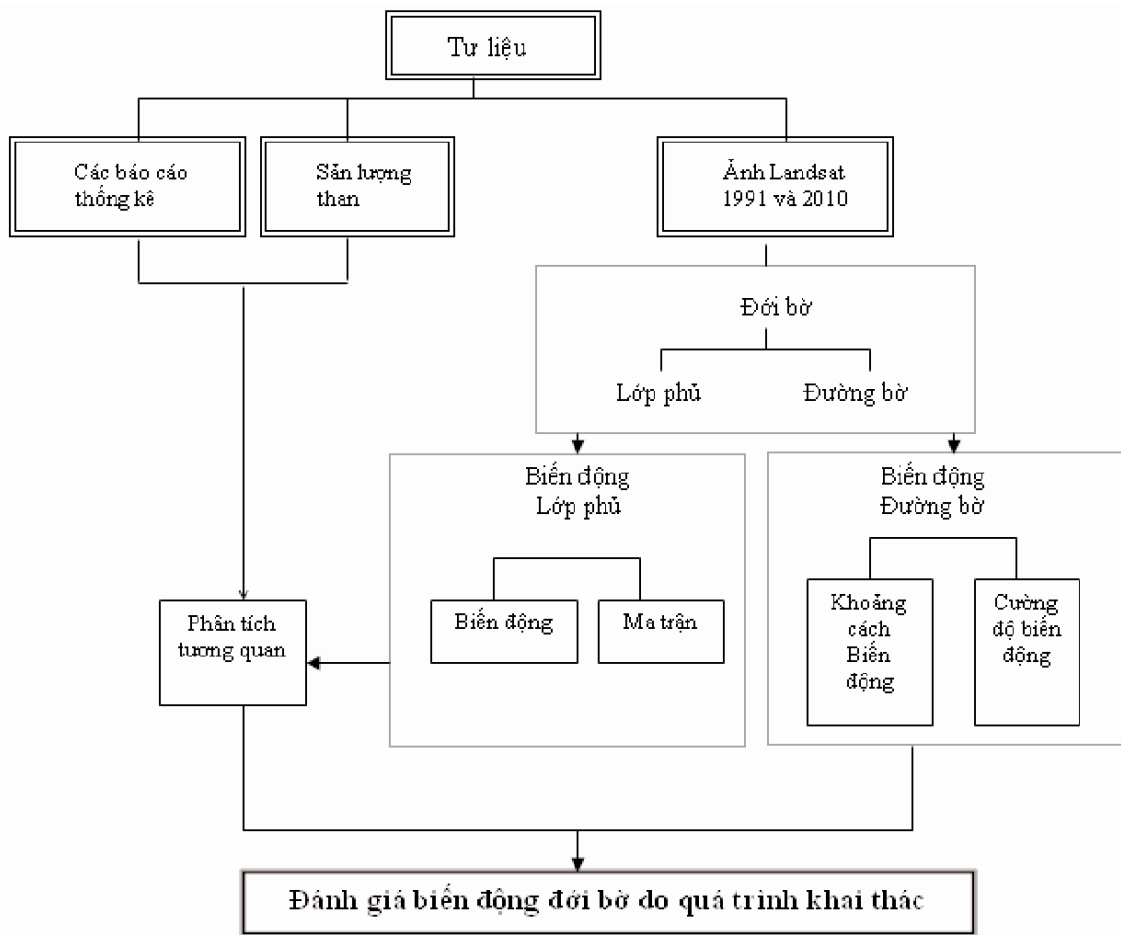 Tư liệu
Các báo cáo
thống kê
Sản lượng
than
Ảnh Landsat
1991 và 2010
Đới bờ
Lớp phủ
Đường bờ
Biến động
Lớp phủ
Biến động
Đường bờ
Biến động
Ma trận
Khoảng
cách
Biến
động
Cường
độ biến
động
Phân tích
tương quan
Đánh giá biến động đới bờ do quá trình khai thác